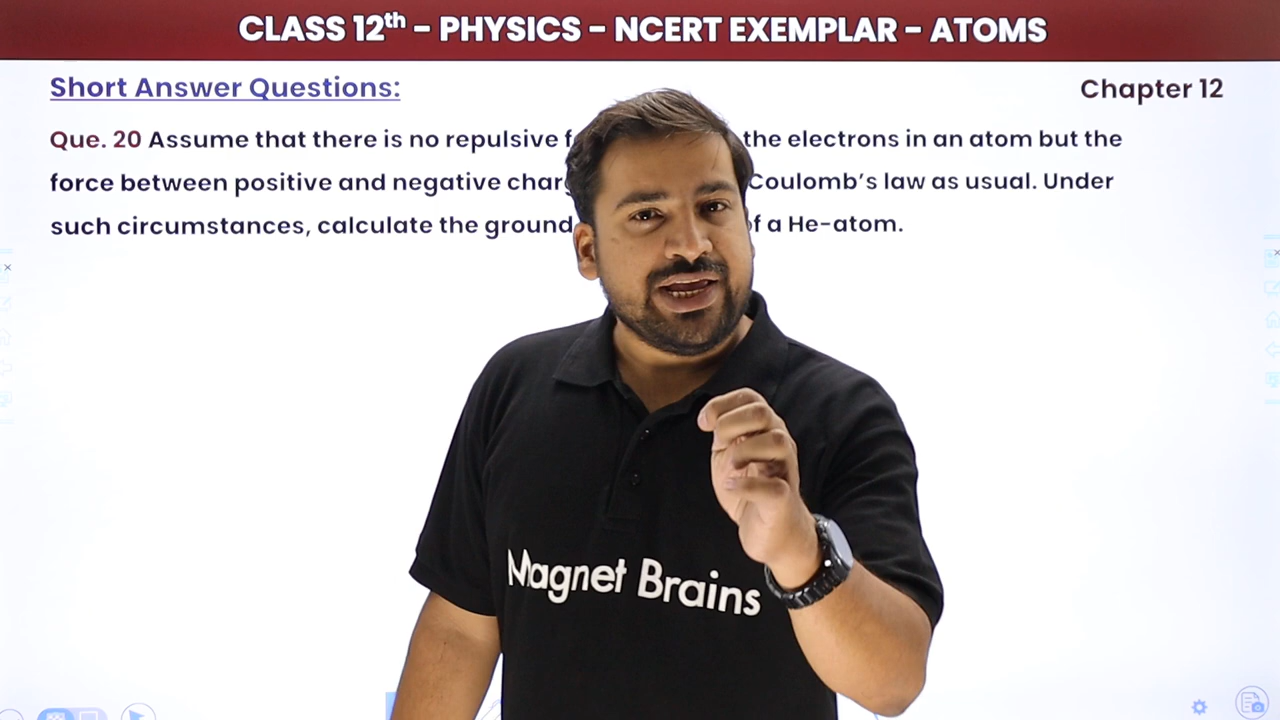 CLASS 12th – PHYSICS – NCERT EXEMPLAR – ATOMS
Short Answer Questions:
Chapter 12
Que. 20 Assume that there is no repulsive the electrons in an atom but the
force between positive and negative Coulomb's law as usual. Under
such circumstances, calculate the ground of a He-atom.
Magnet Brains